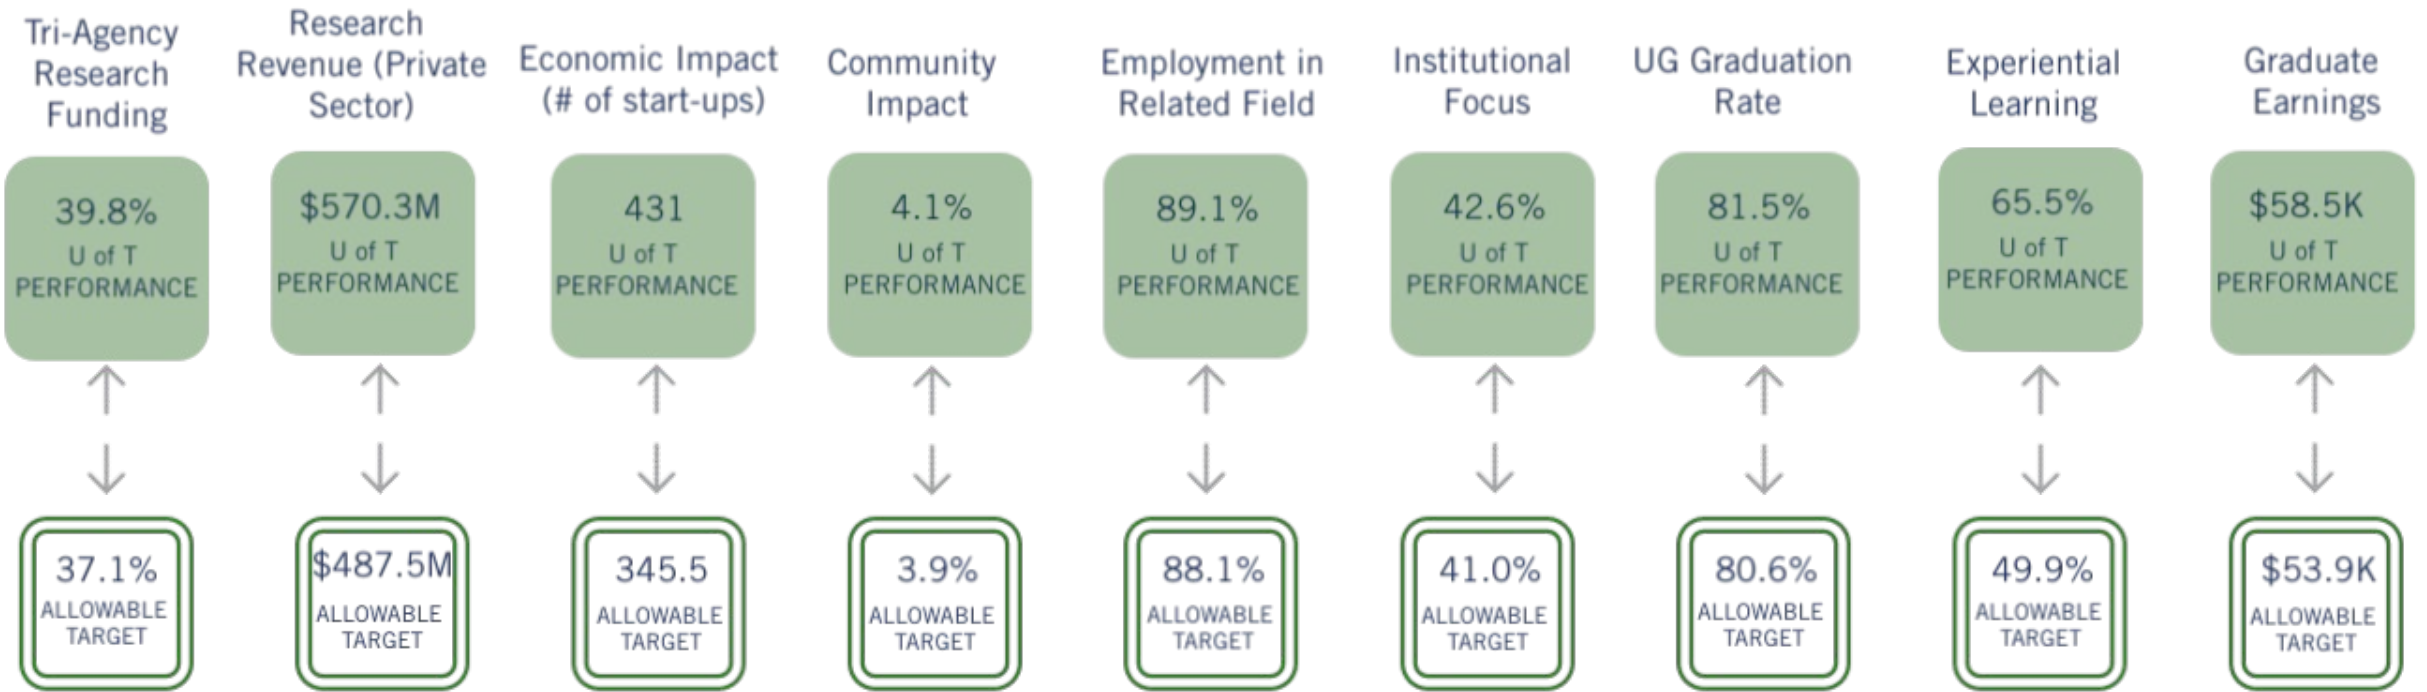 Tri-Agency
Research
Funding
39.8%
U of T
PERFORMANCE
37.1%
ALLOWABLE
TARGET
Research
Revenue (Private
Sector)
$570.3M
U of T
PERFORMANCE
$487.5M
ALLOWABLE
TARGET
Economic Impact
(# of start-ups)
431
U of T
PERFORMANCE
345.5
ALLOWABLE
TARGET
Community
Impact
4.1%
U of T
PERFORMANCE
3.9%
ALLOWABLE
TARGET
Employment in
Related Field
89.1%
U of T
PERFORMANCE
88.1%
ALLOWABLE
TARGET
Institutional
Focus
42.6%
U of T
PERFORMANCE
41.0%
ALLOWABLE
TARGET
UG Graduation
Rate
81.5%
U of T
PERFORMANCE
80.6%
ALLOWABLE
TARGET
Experiential
Learning
65.5%
U of T
PERFORMANCE
49.9%
ALLOWABLE
TARGET
Graduate
Earnings
$58.5K
U of T
PERFORMANCE
$53.9K
ALLOWABLE
TARGET